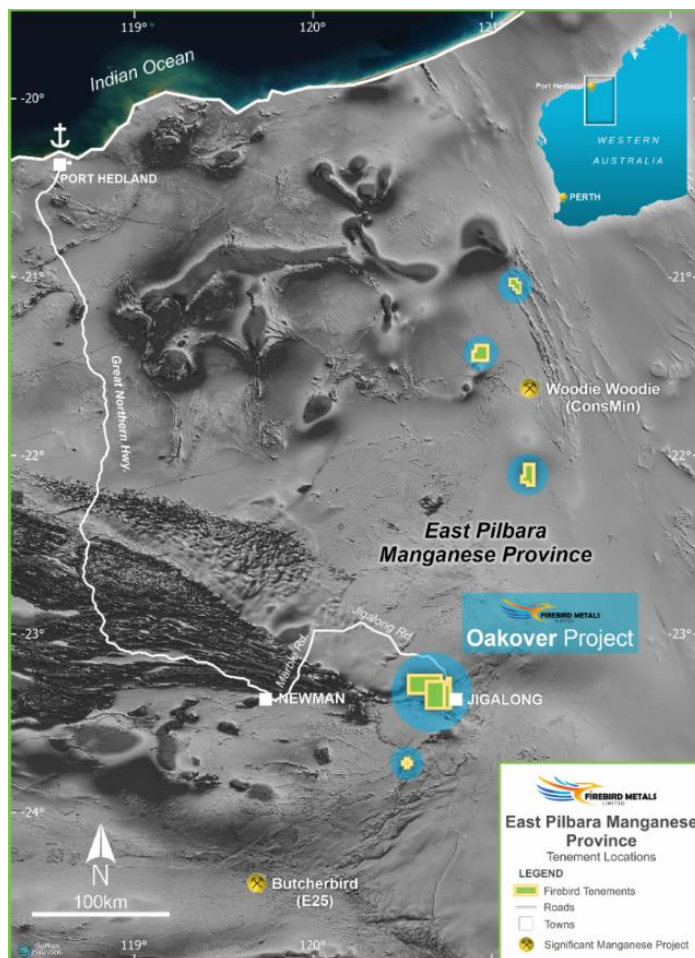 119°
120°
121°
Indian Ocean
-20°
PORT HEDLAND
Port Hedland
WESTERN
AUSTRALIA
PERTH
-21°
-21°
Great Northern Hwy.
Woodie Woodie
(ConsMin)
-22°
-22°
East Pilbara
Manganese Province
-23°
-23°
Marble Rd.
Jigalong Rd
FIREBIRD METALS
LIMITED
Oakover Project
NEWMAN
JIGALONG
-24°
-24°
N
100km
Butcherbird
(E25)
119°
120°
FIREBIRD METALS
LIMITED
East Pilbara Manganese
Province
Tenement Locations
LEGEND
Firebird Tenements
Roads
Towns
Significant Manganese Project